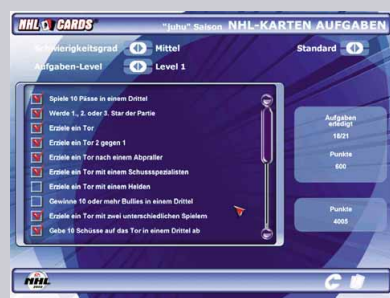 NHL CARDS
"juhu" Saison NHL-KARTEN AUFGABEN
Schwierigkeitsgrad Mittel Standard
Aufgaben-Level Level 1
Spiele 10 Pässe in einem Drittel
Werde 1., 2. oder 3. Star der Partie
Erziele ein Tor
Erziele ein Tor 2 gegen 1
Erziele ein Tor nach einem Abpraller
Erziele ein Tor mit einem Schussspezialisten
Erziele ein Tor mit einem Helden
Gewinne 10 oder mehr Bullies in einem Drittel
Erziele ein Tor mit zwei unterschiedlichen Spielern
Gebe 10 Schüsse auf das Tor in einem Drittel ab
Aufgaben
erledigt
18/21
Punkte
600
Punkte
4005
NHL